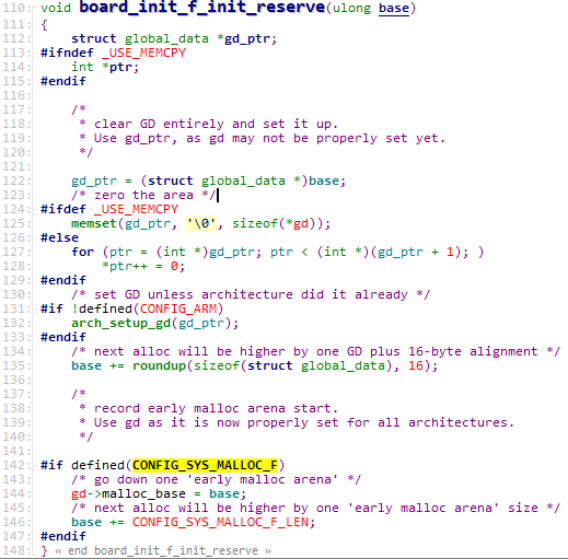 110: void board_init_f_init_reserve(ulong base)
111: {
112: struct global_data *gd_ptr;
113: #ifndef _USE_MEMCPY
114: int *ptr;
115: #endif
116:
117: /*
118: * clear GD entirely and set it up.
119: * Use gd_ptr, as gd may not be properly set yet.
120: */
121:
122: gd_ptr = (struct global_data *)base;
123: /* zero the area */
124: #ifdef _USE_MEMCPY
125: memset(gd_ptr, '\0', sizeof(*gd));
126: #else
127: for (ptr = (int *)gd_ptr; ptr < (int *)(gd_ptr + 1); )
128: *ptr++ = 0;
129: #endif
130: /* set GD unless architecture did it already */
131: #if !defined(CONFIG_ARM)
132: arch_setup_gd(gd_ptr);
133: #endif
134: /* next alloc will be higher by one GD plus 16-byte alignment */
135: base += roundup(sizeof(struct global_data), 16);
136:
137: /*
138: * record early malloc arena start.
139: * Use gd as it is now properly set for all architectures.
140: */
141:
142: #if defined(CONFIG_SYS_MALLOC_F)
143: /* go down one 'early malloc arena' */
144: gd->malloc_base = base;
145: /* next alloc will be higher by one 'early malloc arena' size */
146: base += CONFIG_SYS_MALLOC_F_LEN;
147: #endif
148: } « end board_init_f_init_reserve »